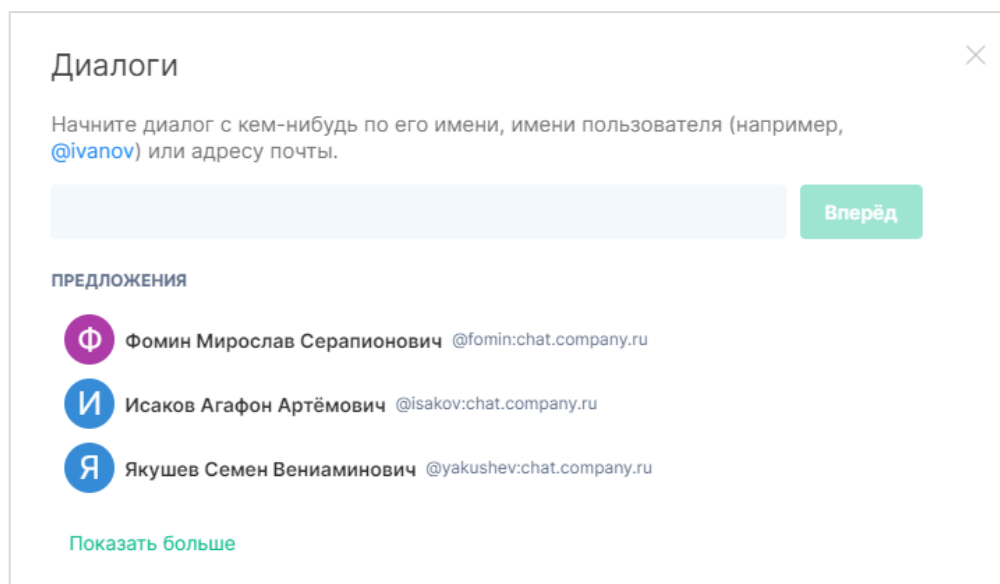 Диалоги
Начните диалог с кем-нибудь по его имени, имени пользователя (например,
@ivanov) или адресу почты.
Вперёд
ПРЕДЛОЖЕНИЯ
Ф Фомин Мирослав Серапионович @fomin:chat.company.ru
И Исаков Агафон Артёмович @isakov:chat.company.ru
Я Якушев Семен Вениаминович @yakushev:chat.company.ru
Показать больше